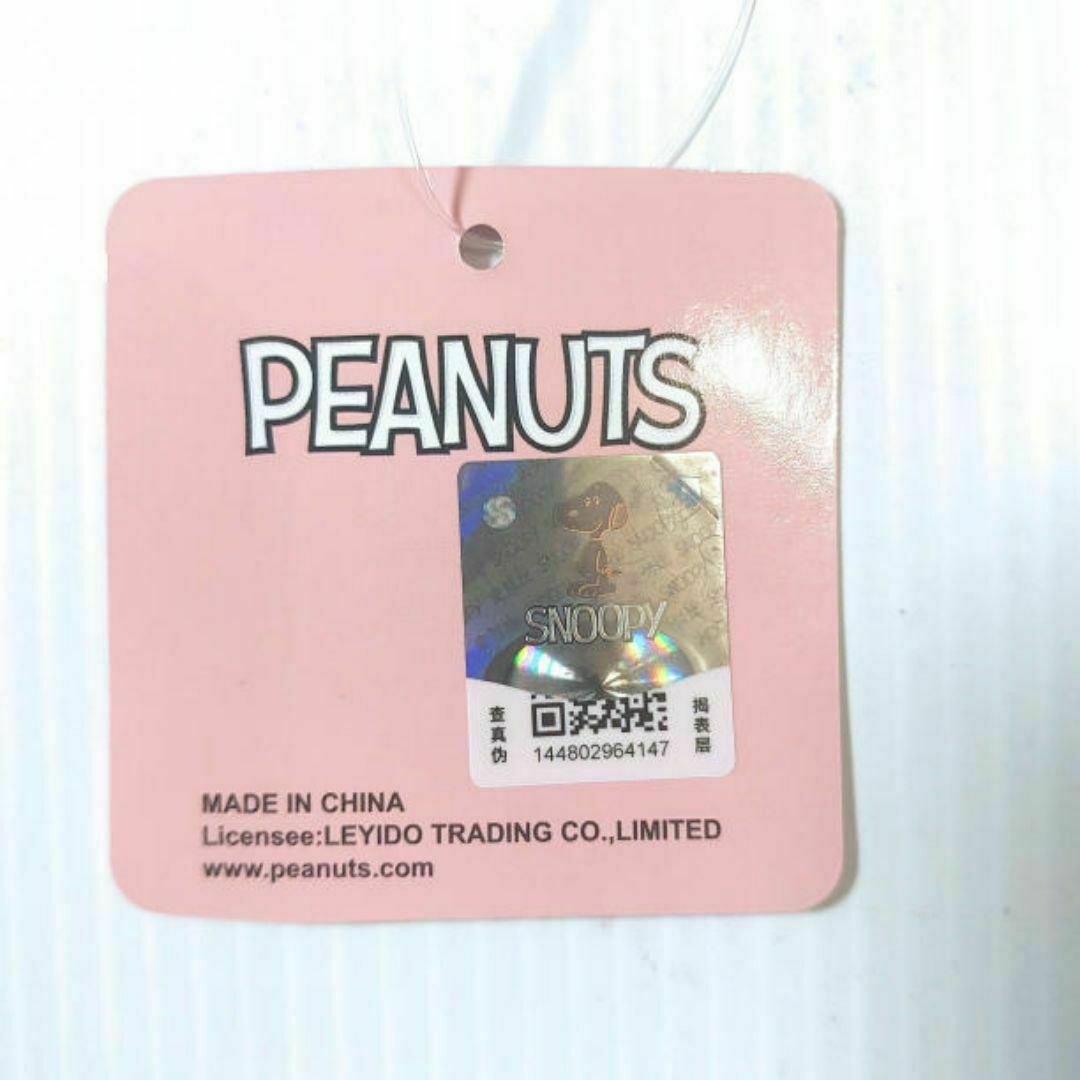 PEANUTS
SNOOPY
查真伪
揭表层
144802964147
MADE IN CHINA
Licensee:LEYIDO TRADING CO.,LIMITED
www.peanuts.com